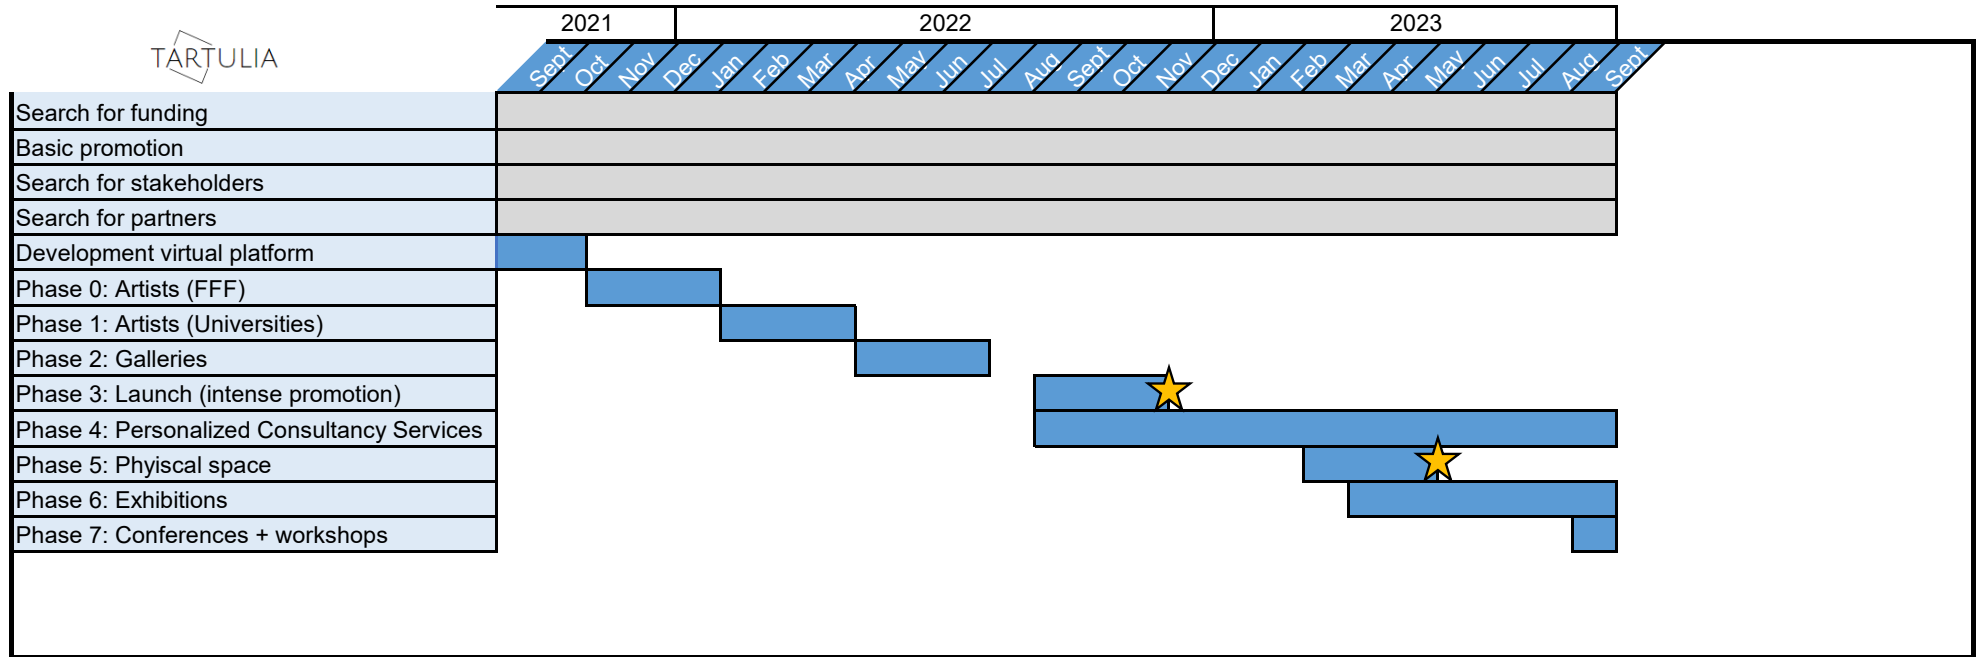 2021 2022 2023
TARTULIA
Sept Oct Nov Dec Jan Feb Mar Apr May Jun Jul Aug Sept Oct Nov Dec Jan Feb Mar Apr May Jun Jul Aug Sept
Search for funding
Basic promotion
Search for stakeholders
Search for partners
Development virtual platform
Phase 0: Artists (FFF)
Phase 1: Artists (Universities)
Phase 2: Galleries
Phase 3: Launch (intense promotion)
Phase 4: Personalized Consultancy Services
Phase 5: Phyiscal space
Phase 6: Exhibitions
Phase 7: Conferences + workshops